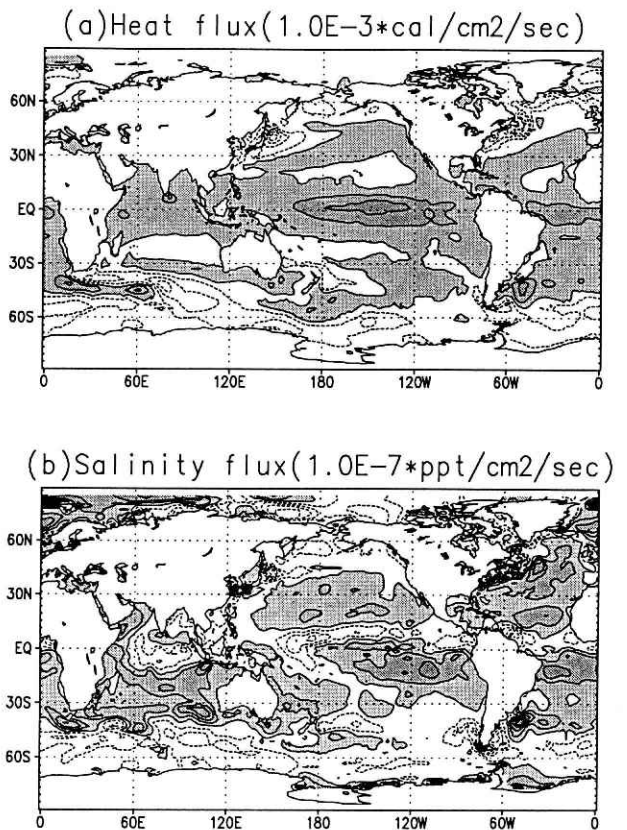 (a)Heat flux(1.0E-3*cal/cm2/sec)
60N
30N
EQ
30S
60S
0 60E 120E 180 120W 60W 0
(b)Salinity flux(1.0E-7*ppt/cm2/sec)
60N
30N
EQ
30S
60S
0 60E 120E 180 120W 60W 0